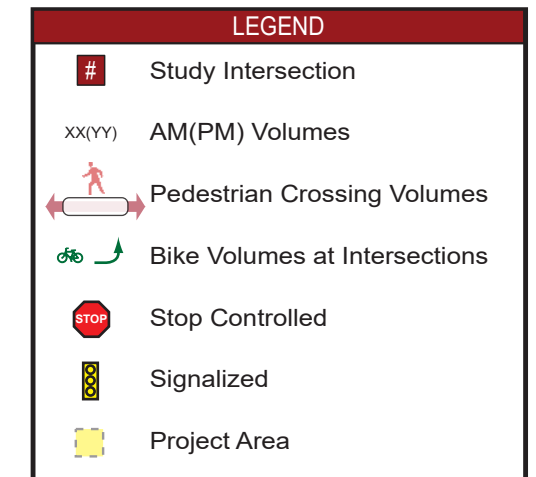 LEGEND
# Study Intersection
XX(YY) AM(PM) Volumes
Pedestrian Crossing Volumes
Bike Volumes at Intersections
STOP Stop Controlled
Signalized
Project Area